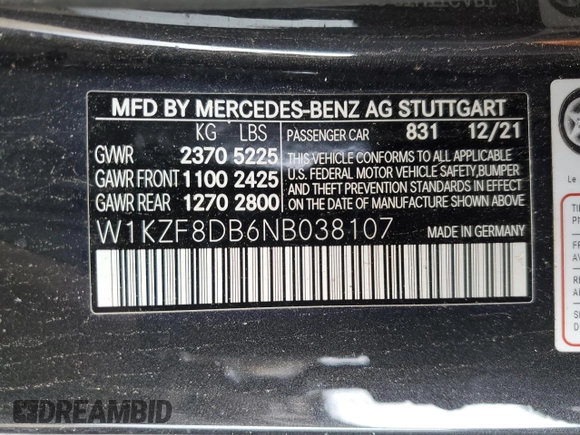 MFD BY MERCEDES-BENZ AG STUTTGART
KG LBS PASSENGER CAR 831 12/21
GVWR 2370 5225
GAWR FRONT 1100 2425
GAWR REAR 1270 2800
THIS VEHICLE CONFORMS TO ALL APPLICABLE
U.S. FEDERAL MOTOR VEHICLE SAFETY,BUMPER
AND THEFT PREVENTION STANDARDS IN EFFECT
ON THE DATE OF MANUFACTURE SHOWN ABOVE.
W1KZF8DB6NB038107 MADE IN GERMANY
Le
DREAMBID